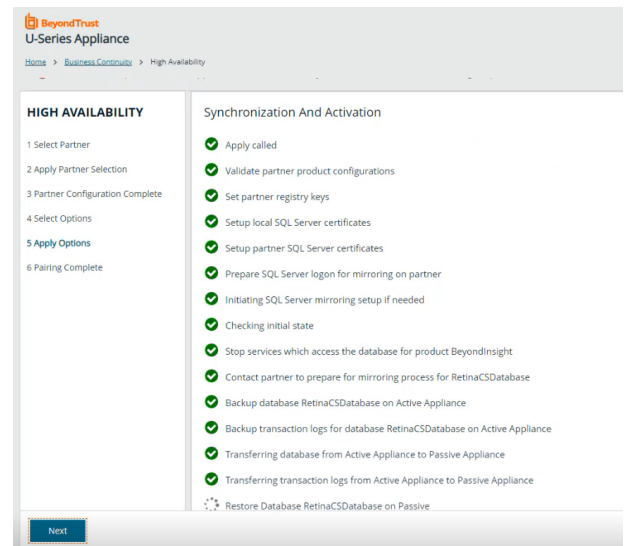 BeyondTrust
U-Series Appliance
Home > Business Continuity > High Availability
HIGH AVAILABILITY
1 Select Partner
2 Apply Partner Selection
3 Partner Configuration Complete
4 Select Options
5 Apply Options
6 Pairing Complete
Synchronization And Activation
Apply called
Validate partner product configurations
Set partner registry keys
Setup local SQL Server certificates
Setup partner SQL Server certificates
Prepare SQL Server logon for mirroring on partner
Initiating SQL Server mirroring setup if needed
Checking initial state
Stop services which access the database for product BeyondInsight
Contact partner to prepare for mirroring process for RetinaCSDatabase
Backup database RetinaCSDatabase on Active Appliance
Backup transaction logs for database RetinaCSDatabase on Active Appliance
Transferring database from Active Appliance to Passive Appliance
Transferring transaction logs from Active Appliance to Passive Appliance
Restore Database RetinaCSDatabase on Passive
Next